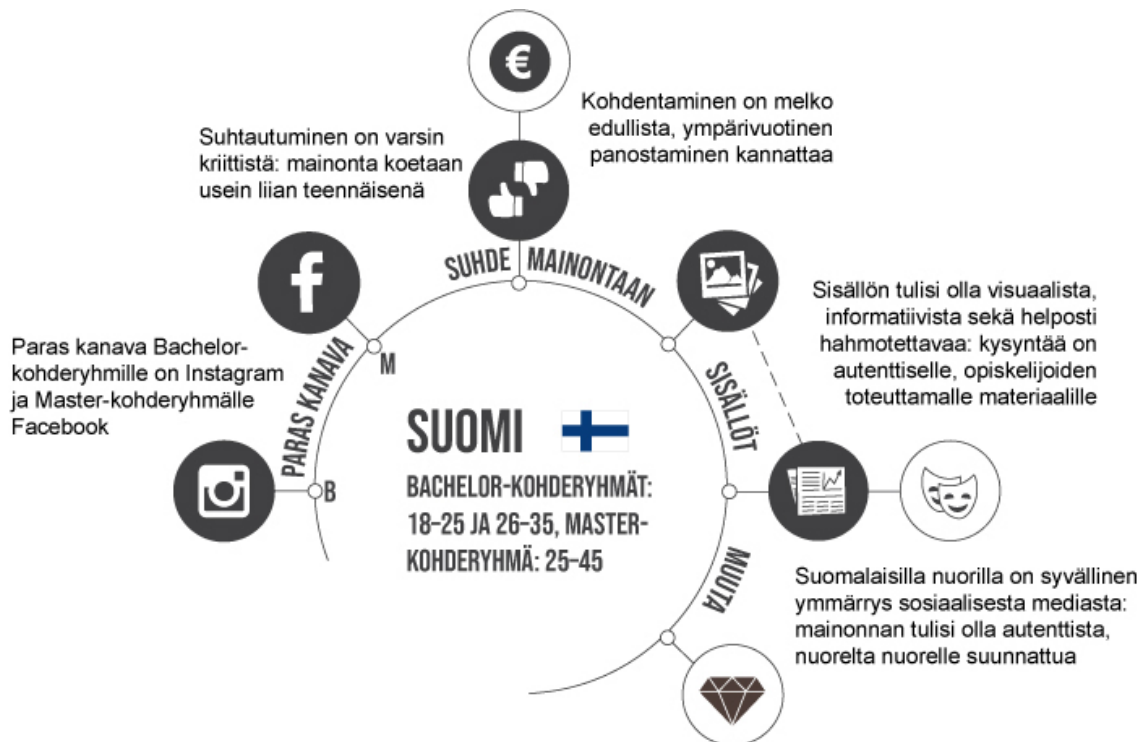 €
Kohdentaminen on melko
edullista, ympärivuotinen
panostaminen kannattaa
Suhtautuminen on varsin
kriittistä: mainonta koetaan
usein liian teennäisenä
SUHDE MAINONTAAN
f
Sisällön tulisi olla visuaalista,
informatiivista sekä helposti
hahmotettavaa: kysyntää on
autenttiselle, opiskelijoiden
toteuttamalle materiaalille
Paras kanava Bachelor-
kohderyhmille on Instagram
ja Master-kohderyhmälle
Facebook
PARAS KANAVA
M
B
SISÄLLÖT
SUOMI
BACHELOR-KOHDERYHMÄT:
18–25 JA 26–35, MASTER-
KOHDERYHMÄ: 25–45
MUUTA
Suomalaisilla nuorilla on syvällinen
ymmärrys sosiaalisesta mediasta:
mainonnan tulisi olla autenttista,
nuorelta nuorelle suunnattua